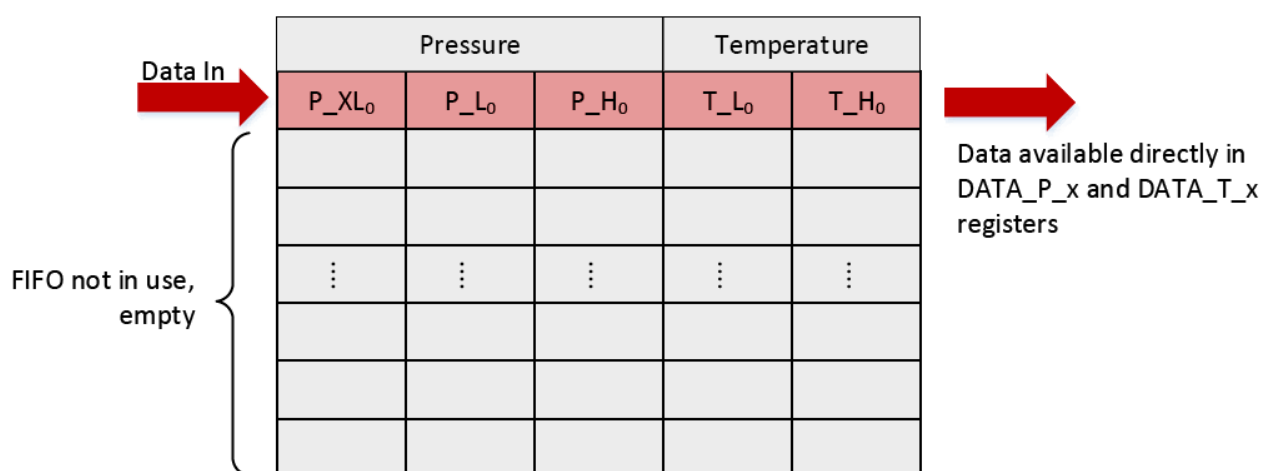 Pressure Temperature
Data In
P_XL₀ P_L₀ P_H₀ T_L₀ T_H₀
Data available directly in
DATA_P_x and DATA_T_x
registers
⋮ ⋮ ⋮ ⋮ ⋮
FIFO not in use,
empty